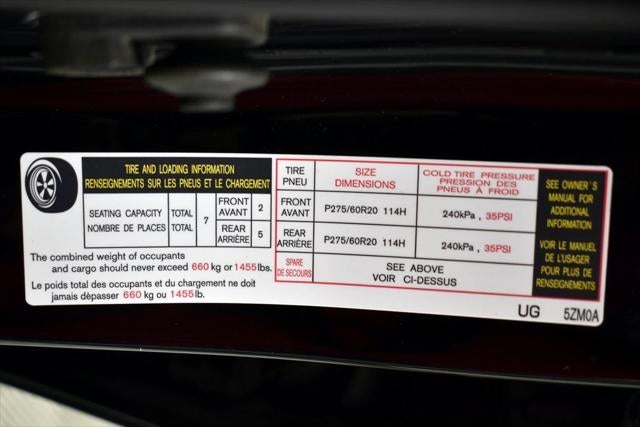 TIRE AND LOADING INFORMATION
RENSEIGNEMENTS SUR LES PNEUS ET LE CHARGEMENT
SEATING CAPACITY
NOMBRE DE PLACES
TOTAL
TOTAL
7
FRONT
AVANT
2
REAR
ARRIÈRE
5
The combined weight of occupants
and cargo should never exceed 660 kg or 1455 lbs.
Le poids total des occupants et du chargement ne doit
jamais dèpasser 660 kg ou 1455 lb.
TIRE
PNEU
SIZE
DIMENSIONS
COLD TIRE PRESSURE
PRESSION DES
PNEUS À FROID
FRONT
AVANT
P275/60R20 114H
240kPa , 35PSI
REAR
ARRIÈRE
P275/60R20 114H
240kPa , 35PSI
SPARE
DE SECOURS
SEE ABOVE
VOIR CI-DESSUS
SEE OWNER'S
MANUAL FOR
ADDITIONAL
INFORMATION
VOIR LE MANUEL
DE L'USAGER
POUR PLUS DE
RENSEIGNEMENTS
UG 5ZM0A